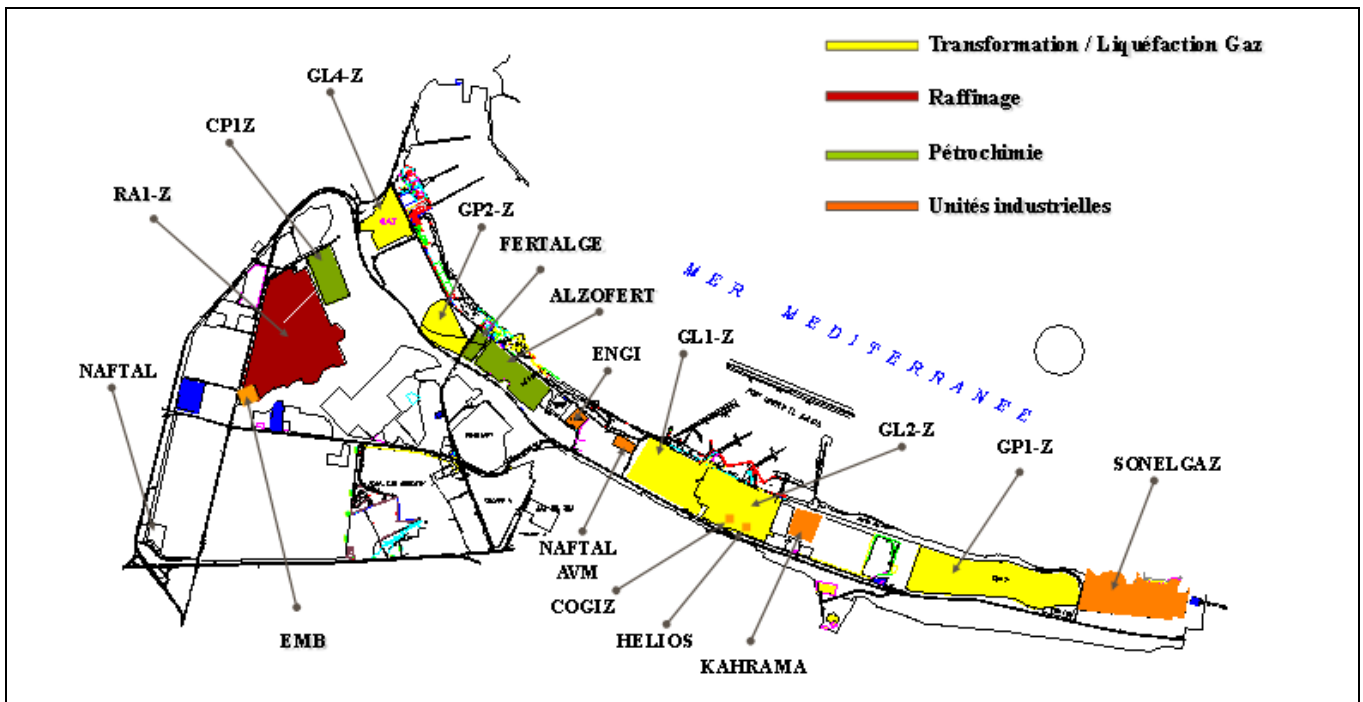 Transformation / Liquéfaction Gaz
Raffinage
Pétrochimie
Unités industrielles
GL4-Z
CP1Z
RA1-Z
GP2-Z
FERTALGE
ALZOFERT
ENGI
GL1-Z
MER MEDITERRANEE
NAFTAL
GL2-Z
GP1-Z
SONELGAZ
NAFTAL
AVM
COGIZ
HELIOS
KAHRAMA
EMB